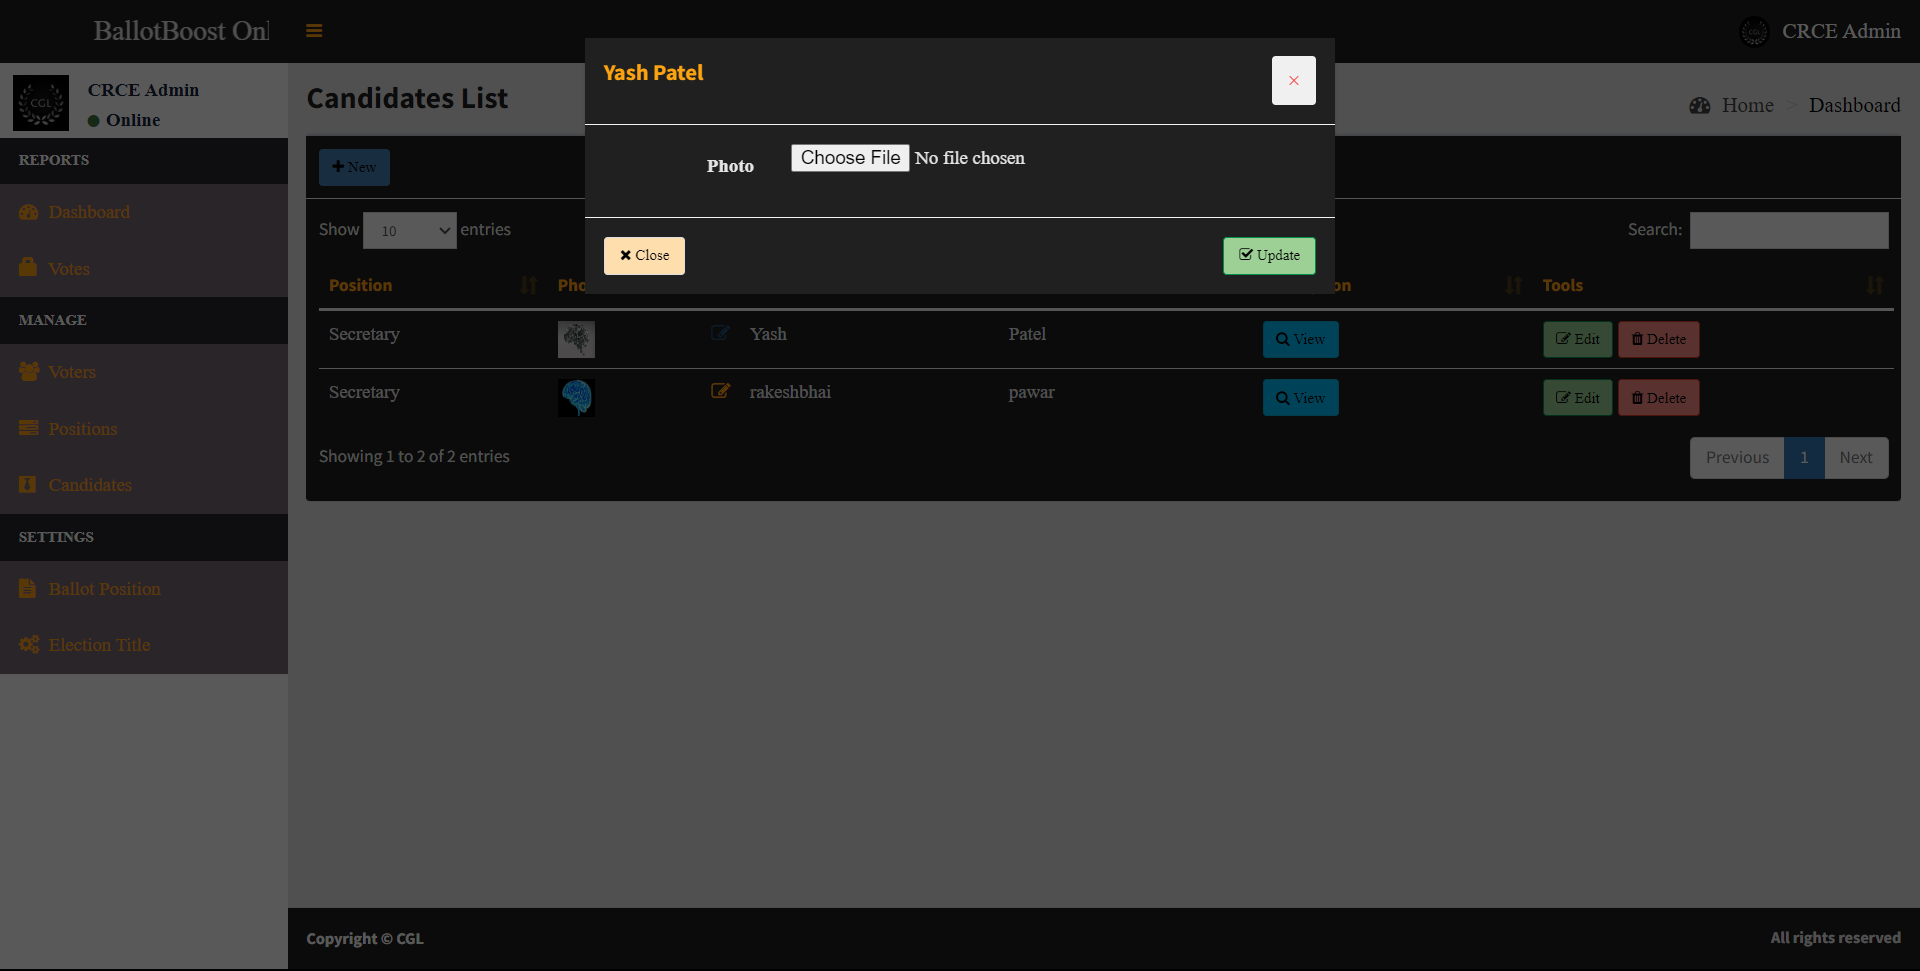 BallotBoost Onl
CRCE Admin
CGL
CRCE Admin
Online
REPORTS
Dashboard
Votes
MANAGE
Voters
Positions
Candidates
SETTINGS
Ballot Position
Election Title
Candidates List
Home > Dashboard
New
Show 10 entries
Search:
Yash Patel
×
Photo Choose File No file chosen
Close Update
Position Pho on Tools
Secretary Yash Patel View Edit Delete
Secretary rakeshbhai pawar View Edit Delete
Showing 1 to 2 of 2 entries
Previous 1 Next
Copyright © CGL
All rights reserved